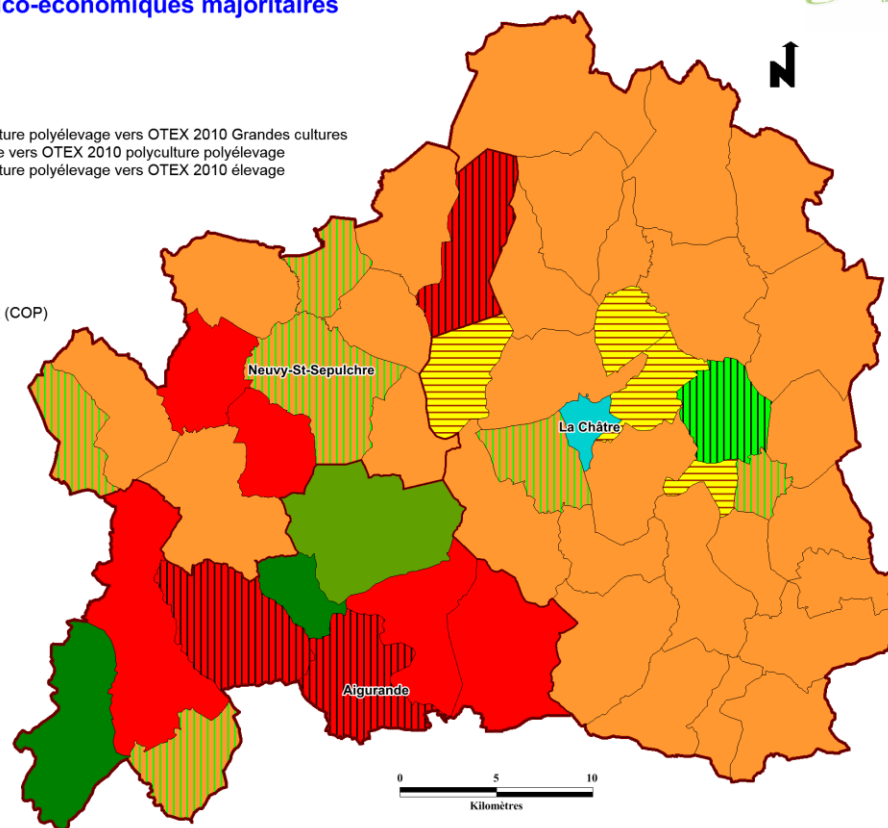 ico-économiques majoritaires
N
ture polyélevage vers OTEX 2010 Grandes cultures
e vers OTEX 2010 polyculture polyélevage
ture polyélevage vers OTEX 2010 élevage
(COP)
Neuvy-St-Sepulchre
La Châtre
Aigurande
0 5 10
Kilomètres